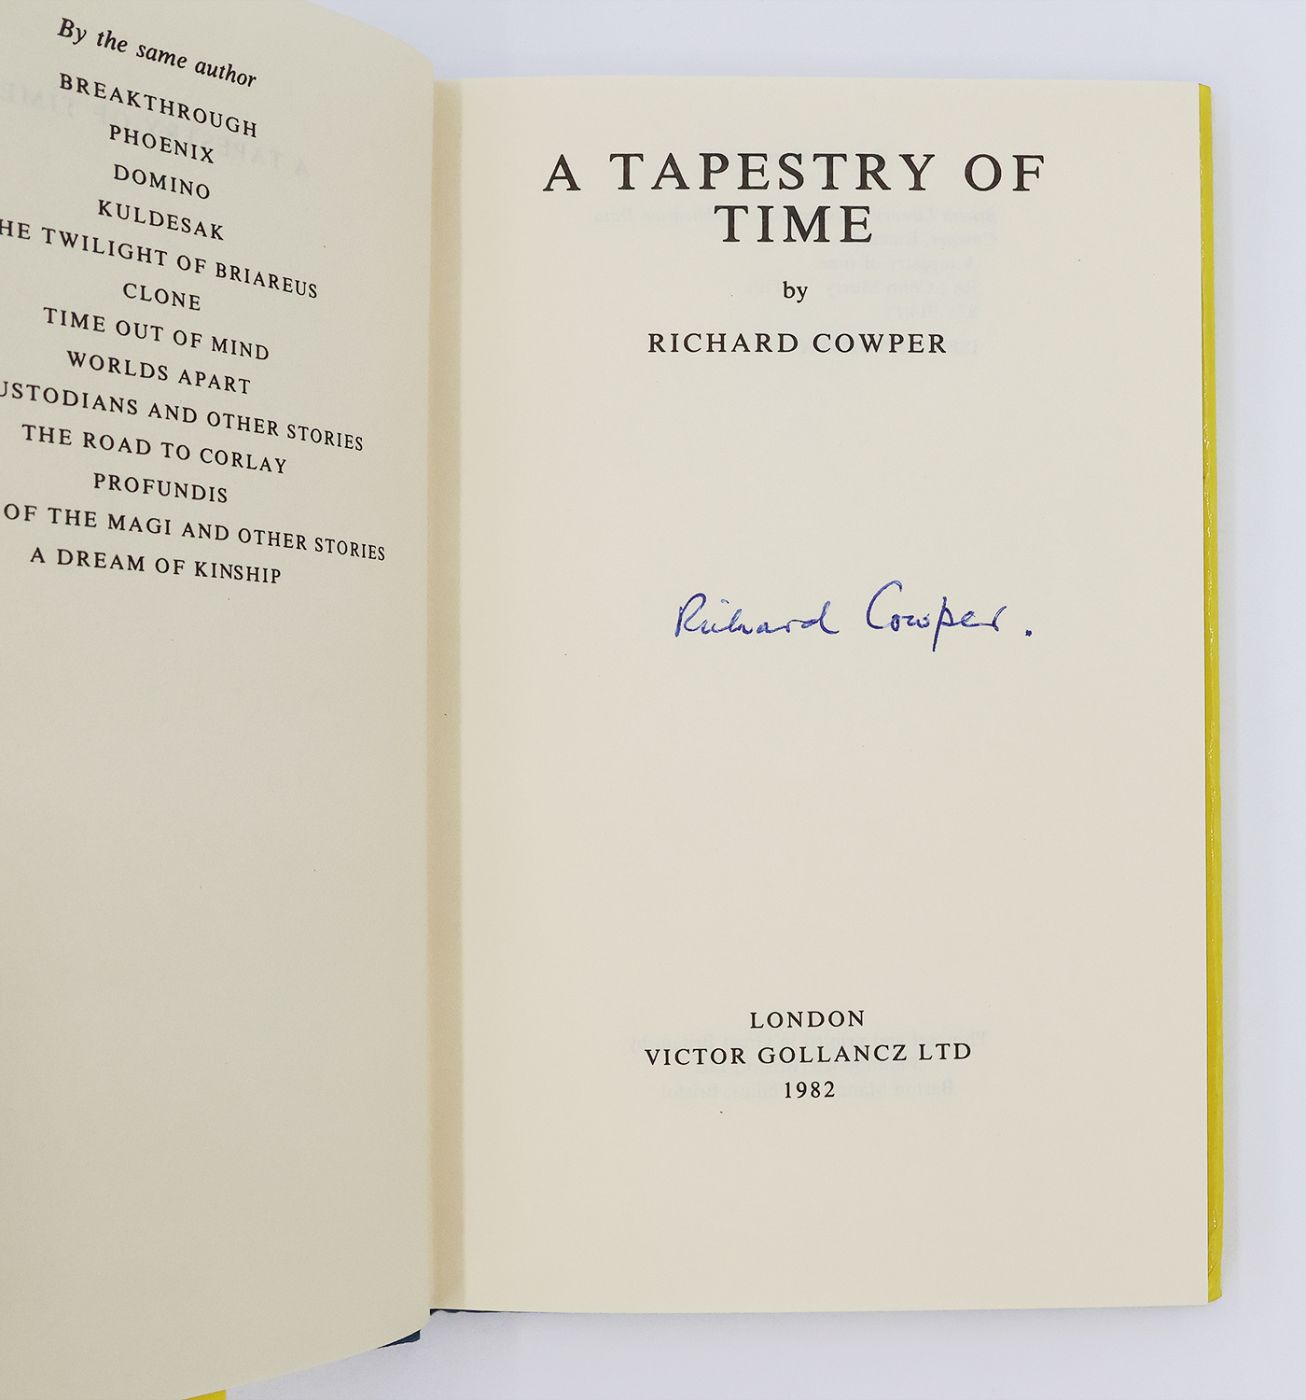 By the same author
BREAKTHROUGH
PHOENIX
DOMINO
KULDESAK
HE TWILIGHT OF BRIAREUS
CLONE
TIME OUT OF MIND
WORLDS APART
USTODIANS AND OTHER STORIES
THE ROAD TO CORLAY
PROFUNDIS
OF THE MAGI AND OTHER STORIES
A DREAM OF KINSHIP
A TAPESTRY OF
TIME
by
RICHARD COWPER
Richard Cowper.
LONDON
VICTOR GOLLANCZ LTD
1982